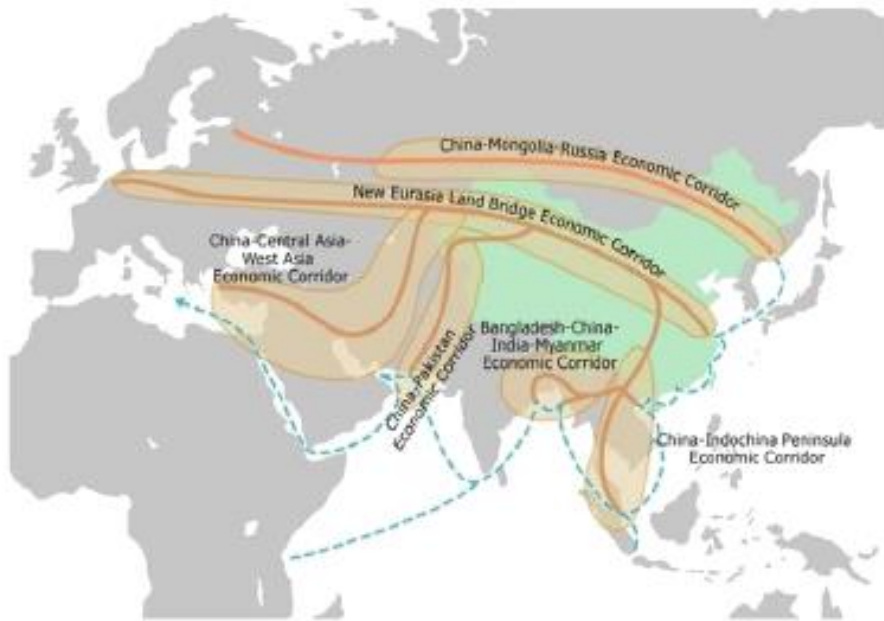 China-Mongolia-Russia Economic Corridor
New Eurasia Land Bridge Economic Corridor
China-Central Asia-
West Asia
Economic Corridor
China-Pakistan
Economic Corridor
Bangladesh-China-
India-Myanmar
Economic Corridor
China-Indochina Peninsula
Economic Corridor